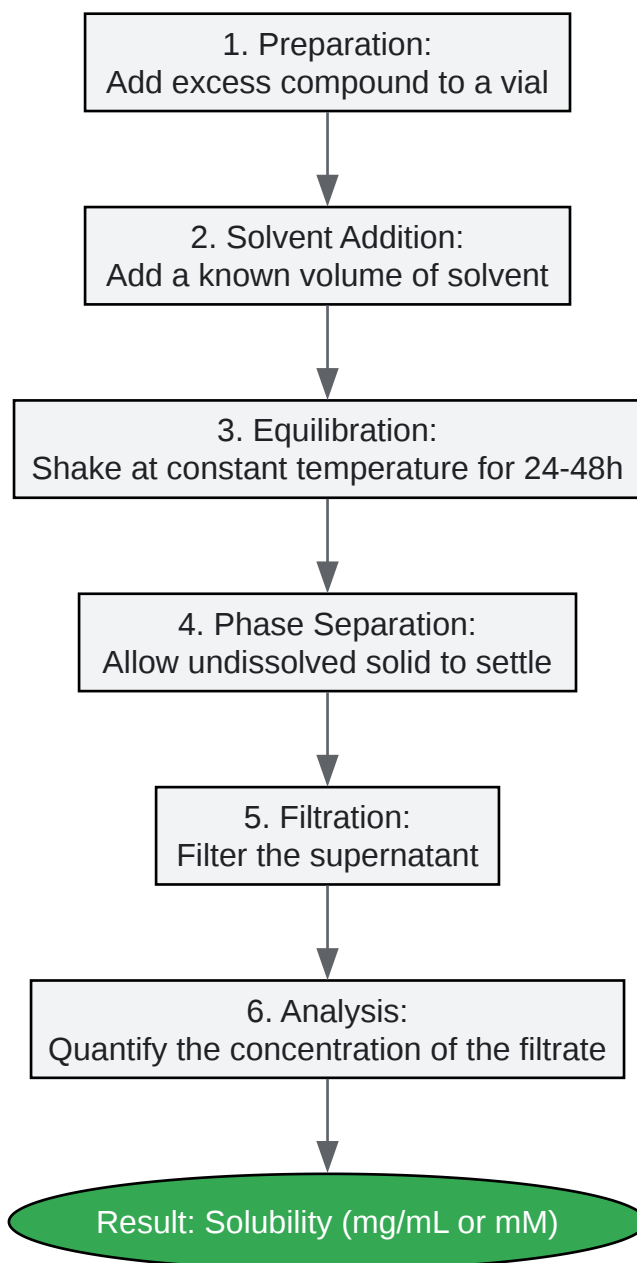 1. Preparation:
Add excess compound to a vial
2. Solvent Addition:
Add a known volume of solvent
3. Equilibration:
Shake at constant temperature for 24-48h
4. Phase Separation:
Allow undissolved solid to settle
5. Filtration:
Filter the supernatant
6. Analysis:
Quantify the concentration of the filtrate
Result: Solubility (mg/mL or mM)